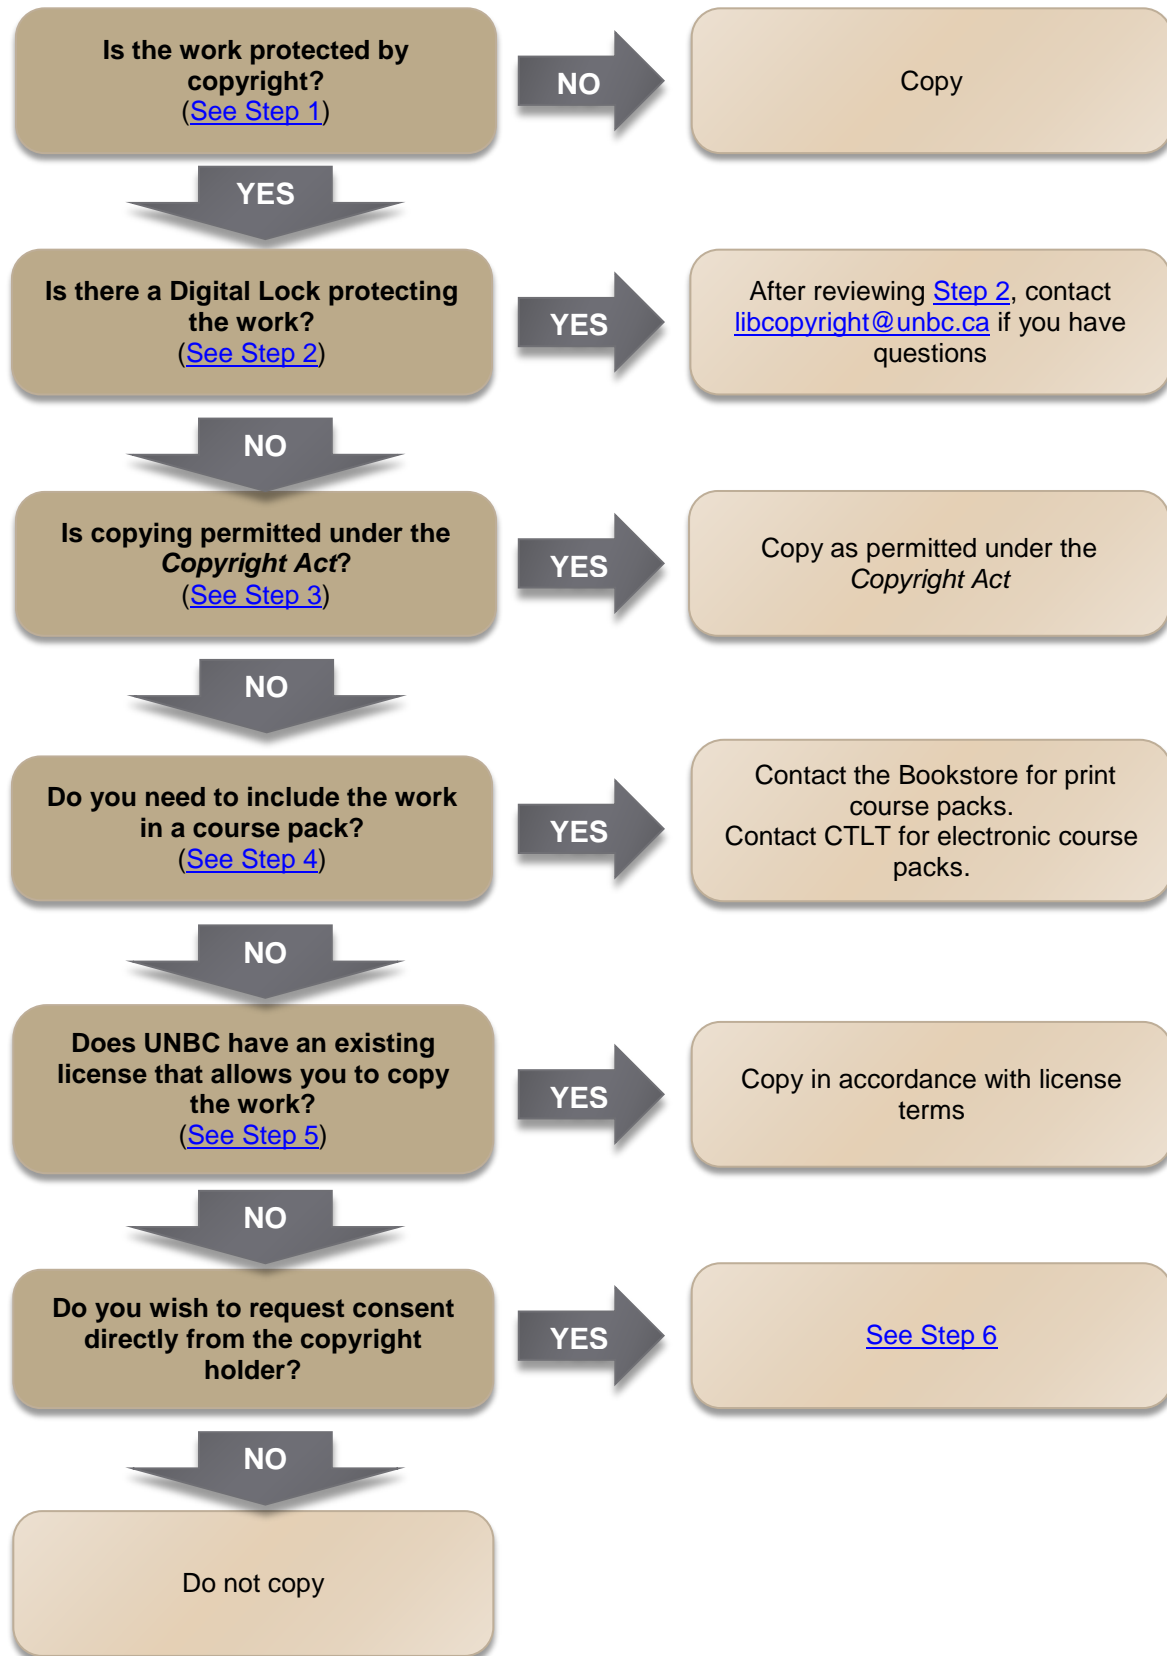 Is the work protected by
copyright?
(See Step 1)
NO
Copy
YES
Is there a Digital Lock protecting
the work?
(See Step 2)
YES
After reviewing Step 2, contact
libcopyright@unbc.ca if you have
questions
NO
Is copying permitted under the
Copyright Act?
(See Step 3)
YES
Copy as permitted under the
Copyright Act
NO
Do you need to include the work
in a course pack?
(See Step 4)
YES
Contact the Bookstore for print
course packs.
Contact CTLT for electronic course
packs.
NO
Does UNBC have an existing
license that allows you to copy
the work?
(See Step 5)
YES
Copy in accordance with license
terms
NO
Do you wish to request consent
directly from the copyright
holder?
YES
See Step 6
NO
Do not copy